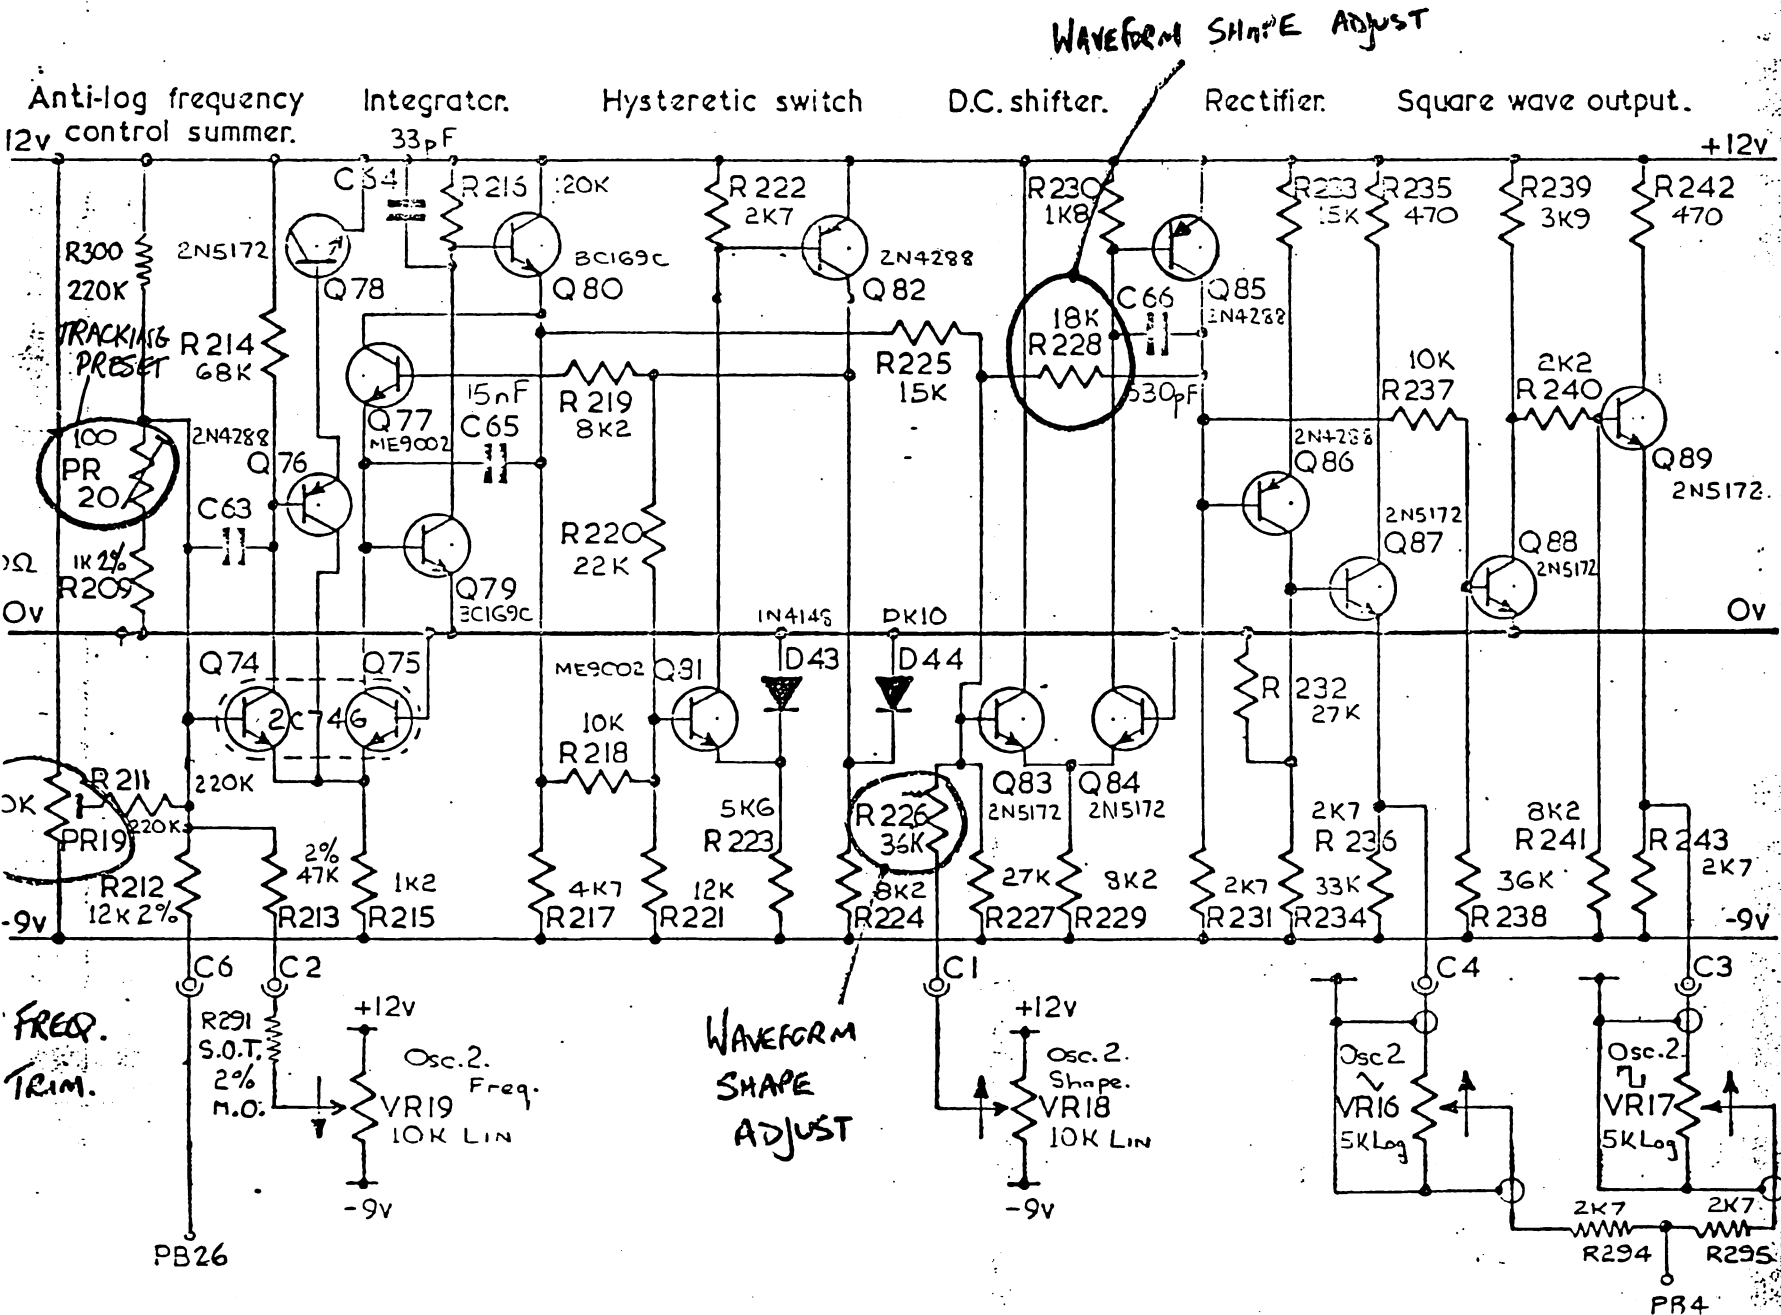 WAVEFORM SHAPE ADJUST
Anti-log frequency
control summer.
Integrator.
Hysteretic switch
D.C. shifter.
Rectifier.
Square wave output.
12v
33pF
+12v
C64
R216
20K
R222
2K7
R230
1K8
R235
470
R239
3K9
R242
470
15K
R300
220K
2N5172
Q78
BC169C
Q80
2N4288
Q82
Q85
2N4288
C66
18K
R228
TRACKING
PRESET
R214
68K
R225
15K
10K
R237
2K2
R240
15nF
C65
R219
8K2
Q77
ME9002
100
PR
20
2N4288
Q76
2N4288
Q86
Q89
2N5172.
C63
R220
22K
2N5172
Q87
Q88
2N5172
Ω
1K 2%
R209
Q79
BC169C
0v
1N4148
DK10
0v
Q74
Q75
2C746
ME9002
D43
D44
R232
27K
10K
R218
R211
220K
220K
PR19
Q83
2N5172
Q84
2N5172
5K6
R223
R226
36K
2K7
R236
8K2
R241
R243
2K7
R212
12K 2%
2%
47K
R213
1K2
R215
4K7
R217
12K
R221
8K2
R224
27K
R227
R229
2K7
R231
33K
R234
36K
R238
-9v
-9v
C6
C2
C1
C4
C3
FREQ.
TRIM.
R291
S.O.T.
2%
M.O.
+12v
Osc.2.
Freq.
VR19
10K LIN
-9v
WAVEFORM
SHAPE
ADJUST
+12v
Osc.2.
Shape.
VR18
10K LIN
-9v
Osc2
VR16
5K Log
Osc.2.
VR17
5K Log
2K7
R294
2K7
R295
PB26
PR4